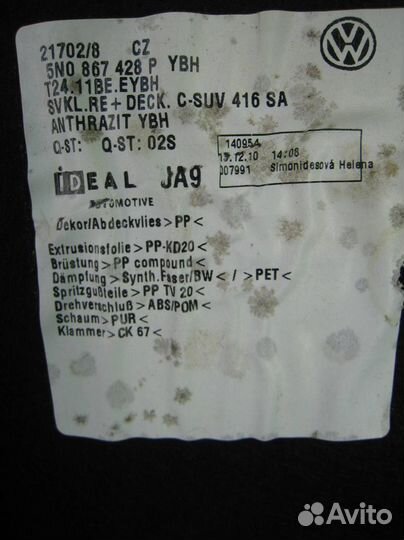 21702/8 CZ
5N0 867 428 P YBH
T24.11BE.EYBH
SVKL.RE+ DECK. C-SUV 416 SA
ANTHRAZIT YBH
Q-ST: Q-ST: 02S
140954
13.12.10 14:08
007991 Simonidesová Helena
IDEAL JA9
AUTOMOTIVE
Dekor/Abdeckvlies>PP<
Extrusionsfolie>PP-KD20<
Brüstung>PP compound<
Dämpfung>Synth.Faser/BW</>PET<
Spritzgußteile>PP TV 20<
Drehverschluß>ABS/POM<
Schaum>PUR<
Klammer>CK 67<
Avito